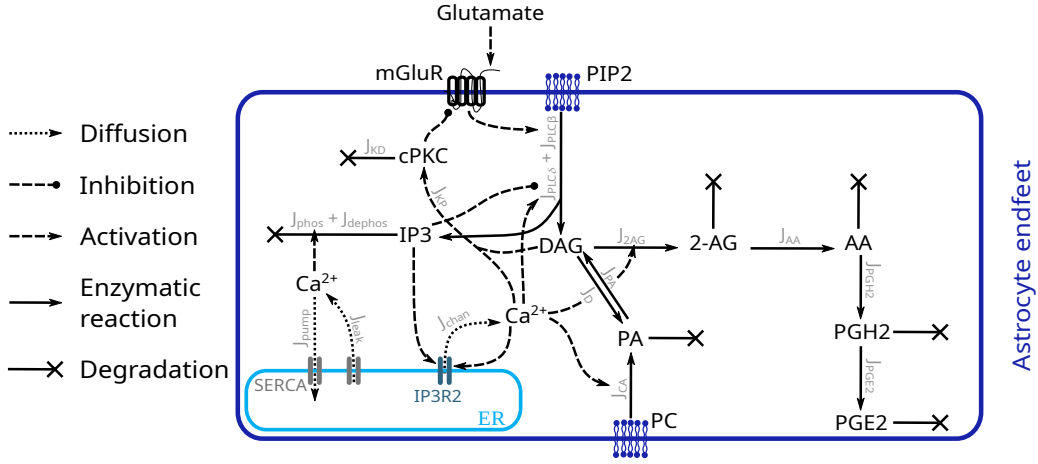 Glutamate
mGluR
PIP2
Diffusion
Inhibition
Activation
Enzymatic
reaction
Degradation
J_KD
cPKC
J_KP
J_PLCδ + J_PLCβ
J_phos + J_dephos
IP3
DAG
J_2AG
2-AG
J_AA
AA
Ca²⁺
J_pump
J_leak
J_chan
Ca²⁺
J_D
J_PA
PA
J_PGH2
PGH2
J_PGE2
PGE2
SERCA
IP3R2
ER
J_CA
PC
Astrocyte endfeet